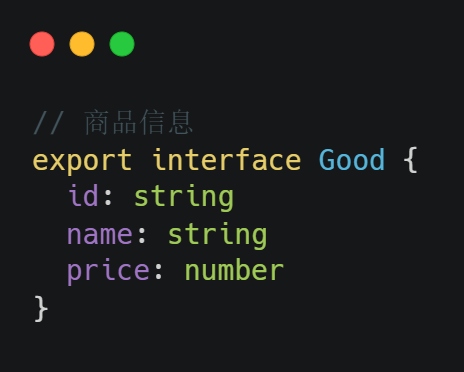 // 商品信息
export interface Good {
  id: string
  name: string
  price: number
}